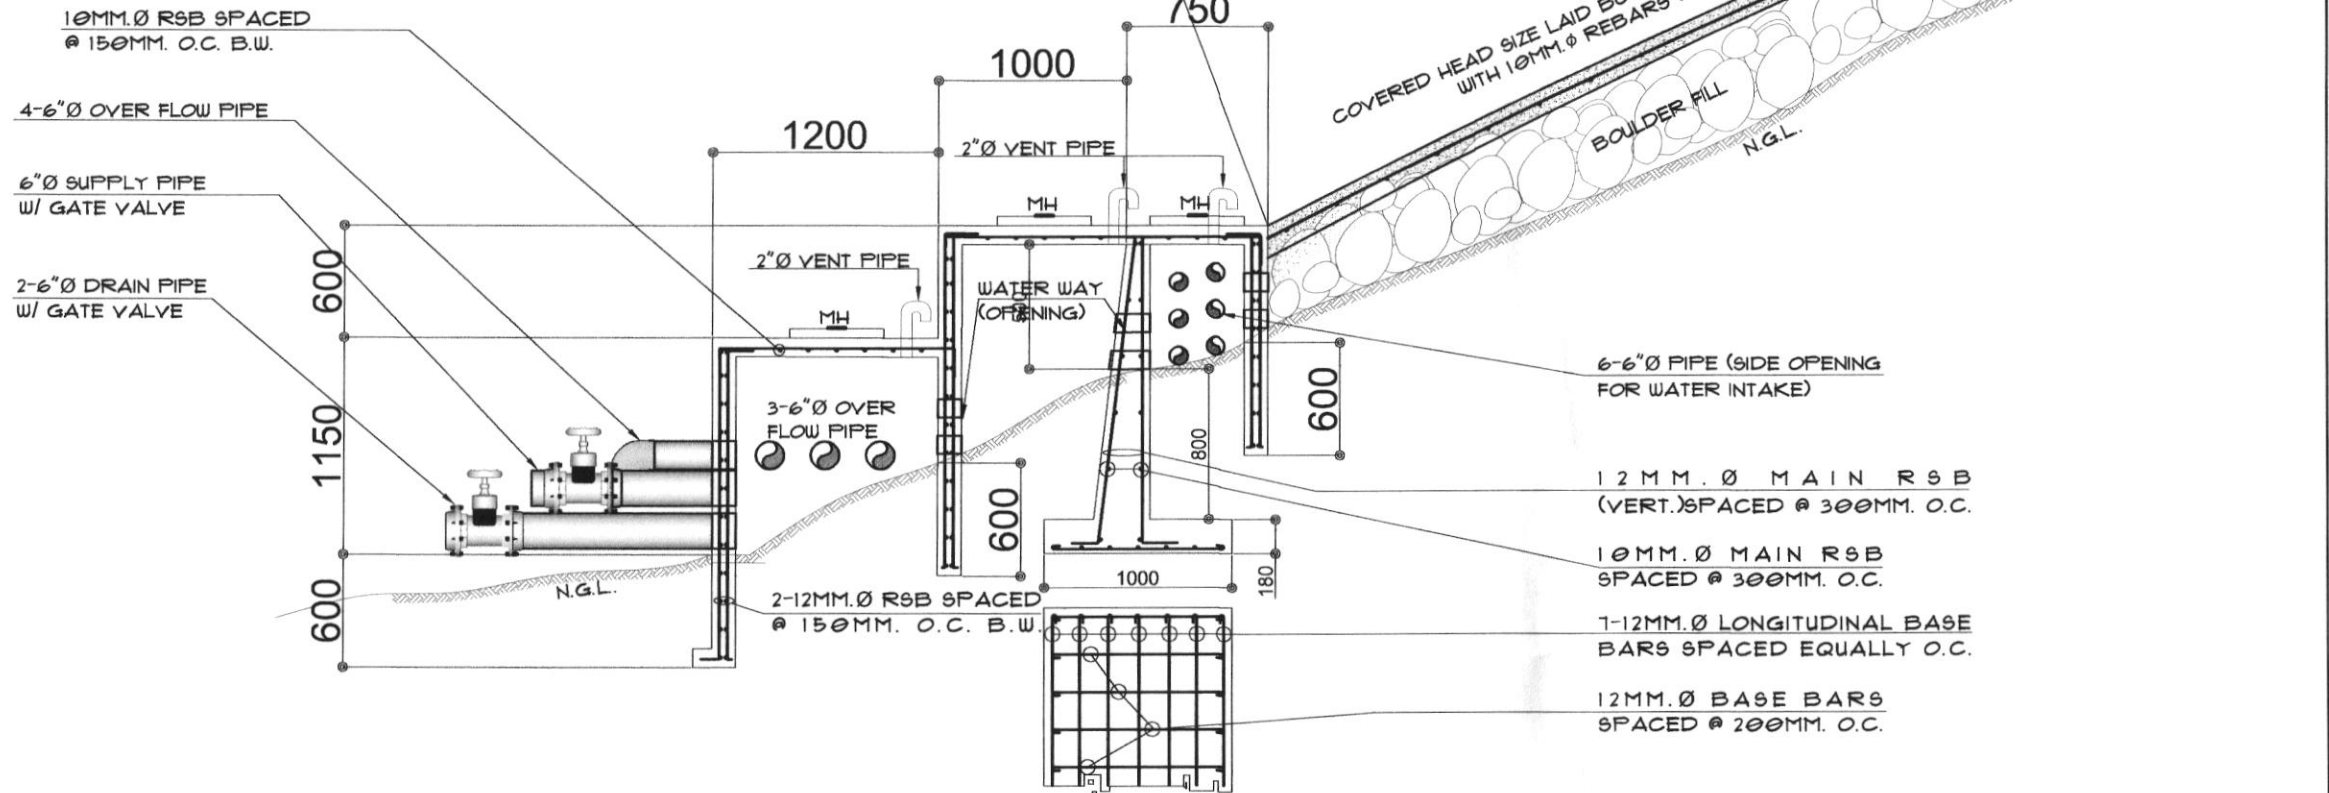 10MM.Ø RSB SPACED
@ 150MM. O.C. B.W.
4-6"Ø OVER FLOW PIPE
6"Ø SUPPLY PIPE
W/ GATE VALVE
2-6"Ø DRAIN PIPE
W/ GATE VALVE
750
1000
1200
2"Ø VENT PIPE
MH
MH
2"Ø VENT PIPE
MH
WATER WAY
(OPENING)
COVERED HEAD SIZE LAID
WITH 10MM.Ø REBARS
BOULDER FILL
N.G.L.
600
1150
600
3-6"Ø OVER
FLOW PIPE
N.G.L.
2-12MM.Ø RSB SPACED
@ 150MM. O.C. B.W.
600
800
600
1000
180
6-6"Ø PIPE (SIDE OPENING
FOR WATER INTAKE)
12MM.Ø MAIN RSB
(VERT.)SPACED @ 300MM. O.C.
10MM.Ø MAIN RSB
SPACED @ 300MM. O.C.
7-12MM.Ø LONGITUDINAL BASE
BARS SPACED EQUALLY O.C.
12MM.Ø BASE BARS
SPACED @ 200MM. O.C.